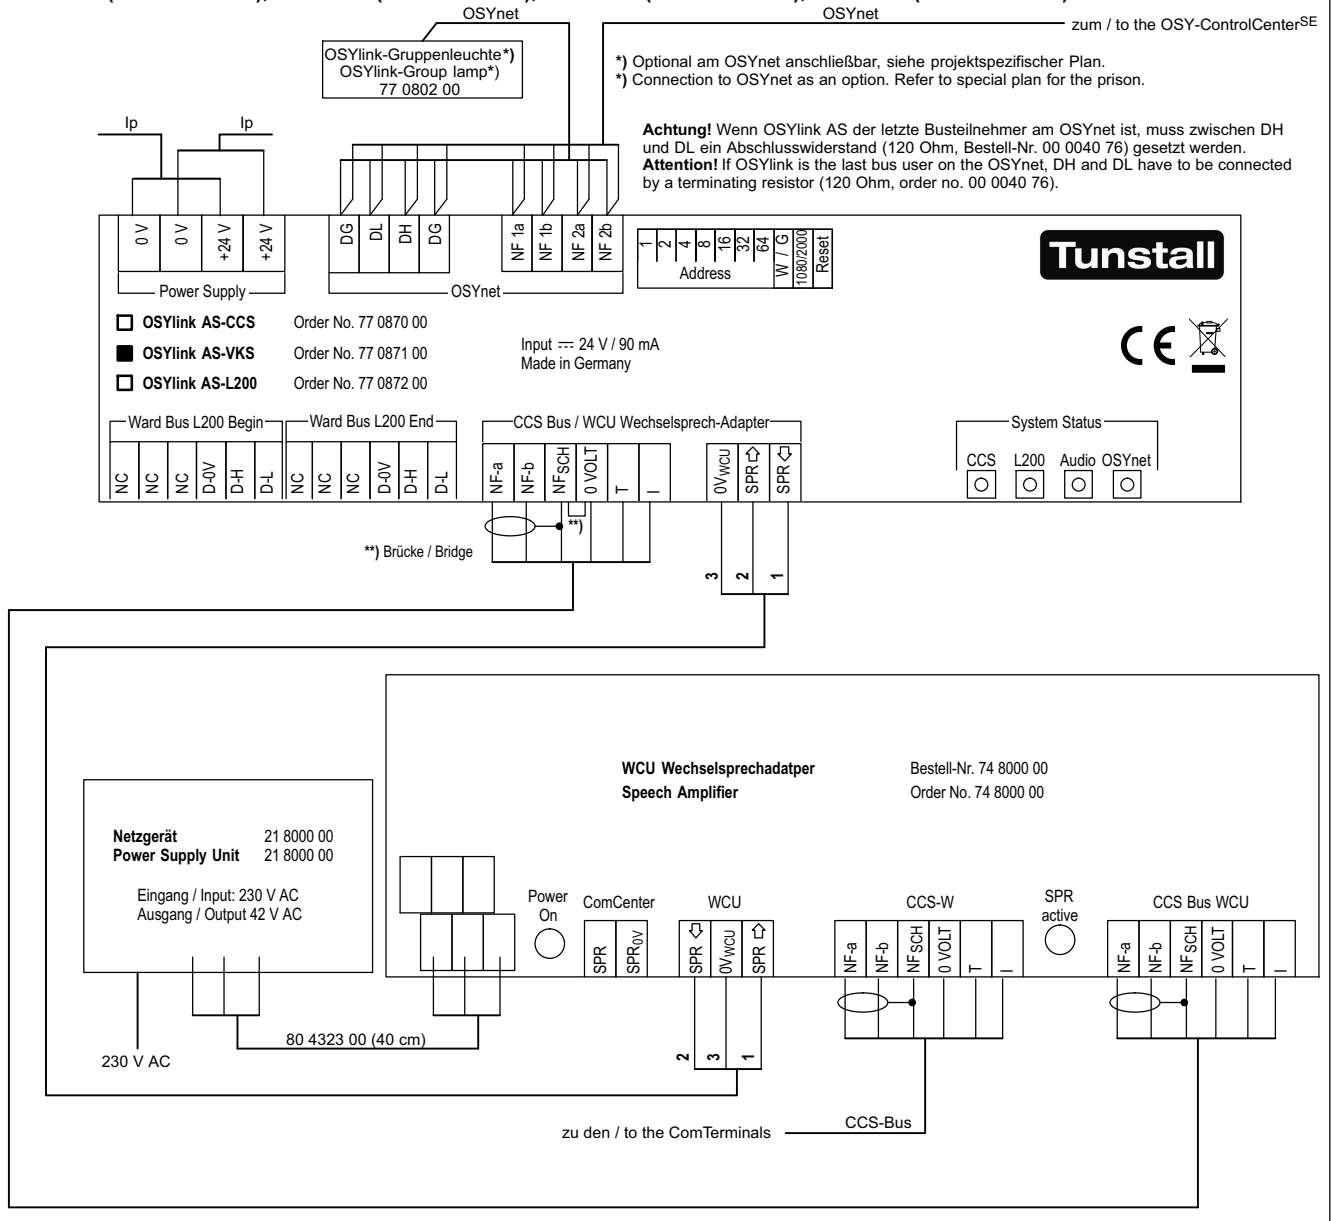 OSYnet
OSYnet
zum / to the OSY-ControlCenterSE
OSYlink-Gruppenleuchte*)
OSYlink-Group lamp*)
77 0802 00
*) Optional am OSYnet anschließbar, siehe projektspezifischer Plan.
*) Connection to OSYnet as an option. Refer to special plan for the prison.
Ip
Ip
Achtung! Wenn OSYlink AS der letzte Busteilnehmer am OSYnet ist, muss zwischen DH
und DL ein Abschlusswiderstand (120 Ohm, Bestell-Nr. 00 0040 76) gesetzt werden.
Attention! If OSYlink is the last bus user on the OSYnet, DH and DL have to be connected
by a terminating resistor (120 Ohm, order no. 00 0040 76).
0 V
0 V
+24 V
+24 V
Power Supply
DG
DL
DH
DG
NF 1a
NF 1b
NF 2a
NF 2b
OSYnet
1
2
4
8
16
32
64
Address
W / G
1080/2000
Reset
Tunstall
OSYlink AS-CCS Order No. 77 0870 00
OSYlink AS-VKS Order No. 77 0871 00
OSYlink AS-L200 Order No. 77 0872 00
Input 24 V / 90 mA
Made in Germany
CE
Ward Bus L200 Begin
NC
NC
NC
D-0V
D-H
D-L
Ward Bus L200 End
NC
NC
NC
D-0V
D-H
D-L
CCS Bus / WCU Wechselsprech-Adapter
NF-a
NF-b
NFSCH
0 VOLT
T
I
0VWCU
SPR
SPR
System Status
CCS L200 Audio OSYnet
**)
**) Brücke / Bridge
3
2
1
WCU Wechselsprechadatper Bestell-Nr. 74 8000 00
Speech Amplifier Order No. 74 8000 00
Netzgerät 21 8000 00
Power Supply Unit 21 8000 00
Eingang / Input: 230 V AC
Ausgang / Output 42 V AC
Power
On
ComCenter
SPR
SPR0V
WCU
SPR
0VWCU
SPR
CCS-W
NF-a
NF-b
NFSCH
0 VOLT
T
I
SPR
active
CCS Bus WCU
NF-a
NF-b
NFSCH
0 VOLT
T
I
80 4323 00 (40 cm)
230 V AC
2
3
1
zu den / to the ComTerminals
CCS-Bus